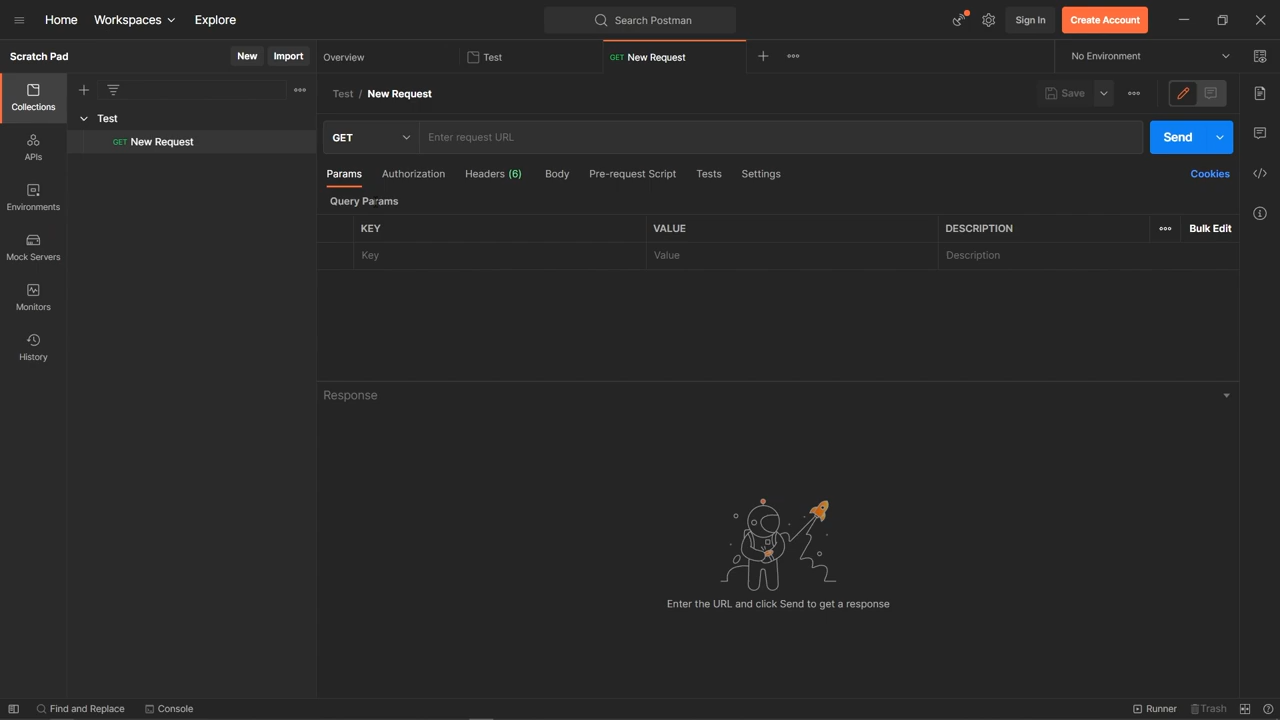 Home Workspaces Explore Search Postman Sign In Create Account
Scratch Pad New Import Overview Test GET New Request No Environment
Collections
APIs
Environments
Mock Servers
Monitors
History
Test
GET New Request
Test / New Request Save
GET Enter request URL Send
Params Authorization Headers (6) Body Pre-request Script Tests Settings Cookies
Query Params
KEY VALUE DESCRIPTION Bulk Edit
Key Value Description
Response
Enter the URL and click Send to get a response
Find and Replace Console Runner Trash